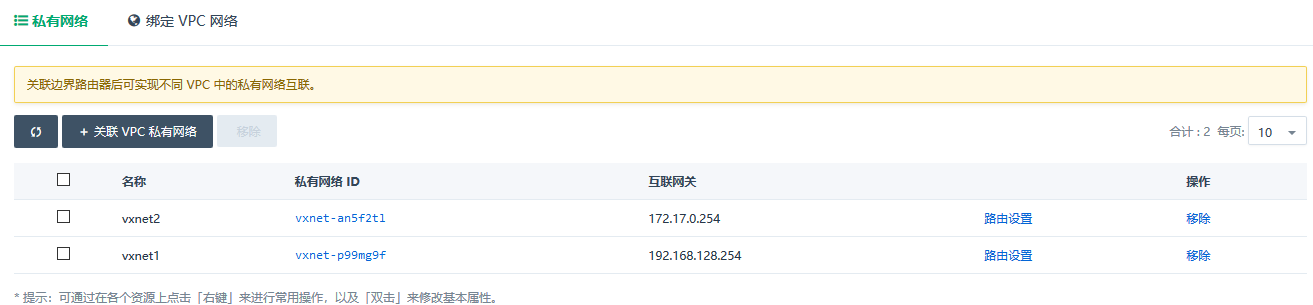 私有网络 绑定 VPC 网络
关联边界路由器后可实现不同 VPC 中的私有网络互联。
+ 关联 VPC 私有网络 移除 合计 : 2 每页: 10
名称 私有网络 ID 互联网关 操作
vxnet2 vxnet-an5f2tl 172.17.0.254 路由设置 移除
vxnet1 vxnet-p99mg9f 192.168.128.254 路由设置 移除
* 提示：可通过在各个资源上点击「右键」来进行常用操作，以及「双击」来修改基本属性。